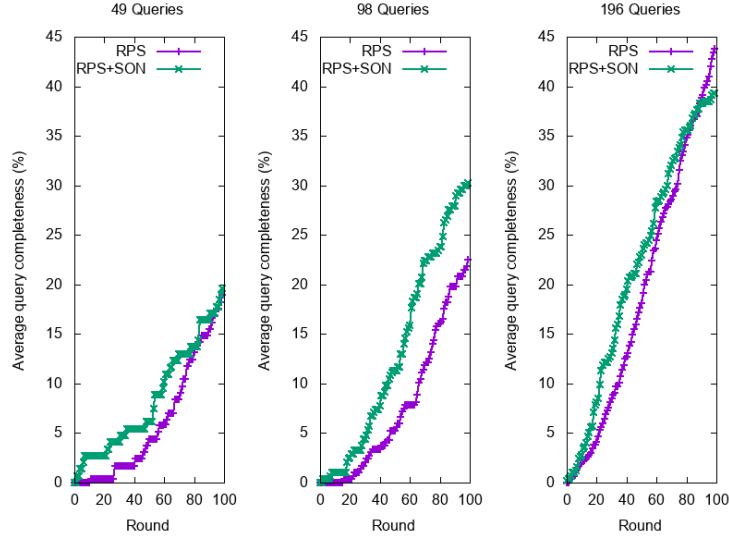 49 Queries
Average query completeness (%)
45
40
35
30
25
20
15
10
5
0
RPS
RPS+SON
0 20 40 60 80 100
Round
98 Queries
Average query completeness (%)
45
40
35
30
25
20
15
10
5
0
RPS
RPS+SON
0 20 40 60 80 100
Round
196 Queries
Average query completeness (%)
45
40
35
30
25
20
15
10
5
0
RPS
RPS+SON
0 20 40 60 80 100
Round